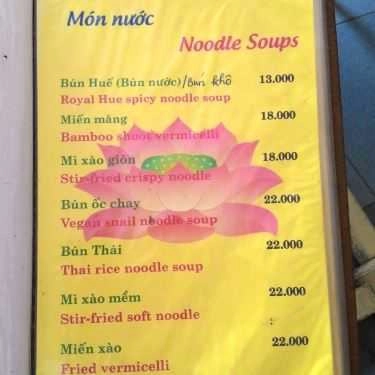 Món nước
Noodle Soups
Bún Huế (Bún nước)/Bún khô 13.000
Royal Hue spicy noodle soup
Miến măng 18.000
Bamboo shoot vermicelli
Mì xào giòn 18.000
Stir-fried crispy noodle
Bún ốc chay 22.000
Vegan snail noodle soup
Bún Thái 22.000
Thai rice noodle soup
Mì xào mềm 22.000
Stir-fried soft noodle
Miến xào 22.000
Fried vermicelli